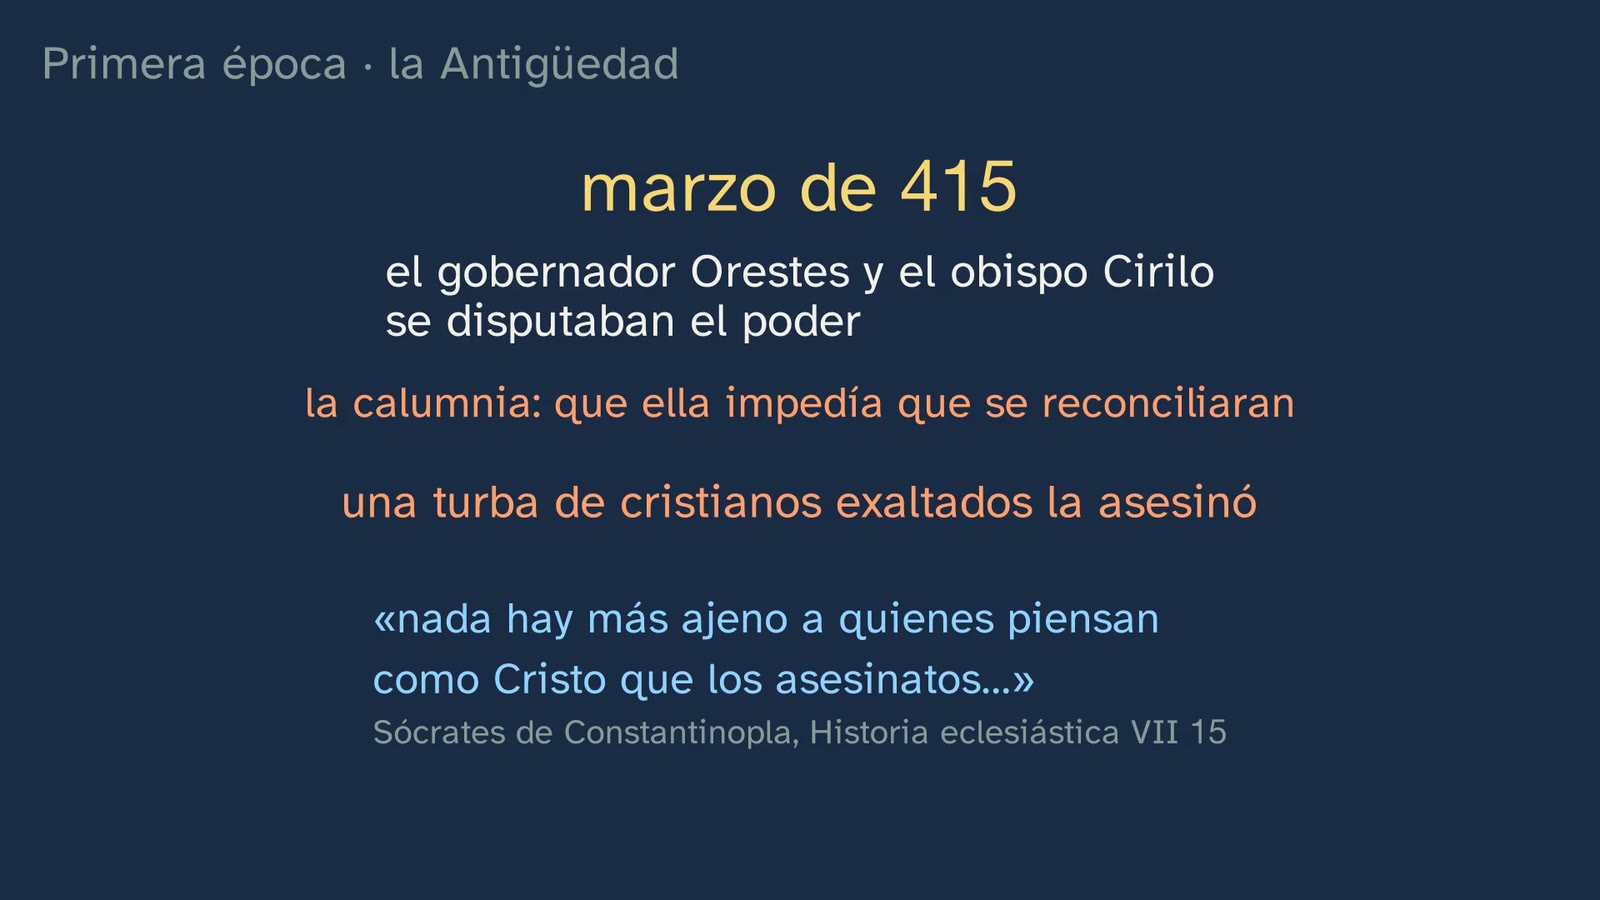 Primera época · la Antigüedad
marzo de 415
el gobernador Orestes y el obispo Cirilo
se disputaban el poder
la calumnia: que ella impedía que se reconciliaran
una turba de cristianos exaltados la asesinó
«nada hay más ajeno a quienes piensan
como Cristo que los asesinatos...»
Sócrates de Constantinopla, Historia eclesiástica VII 15